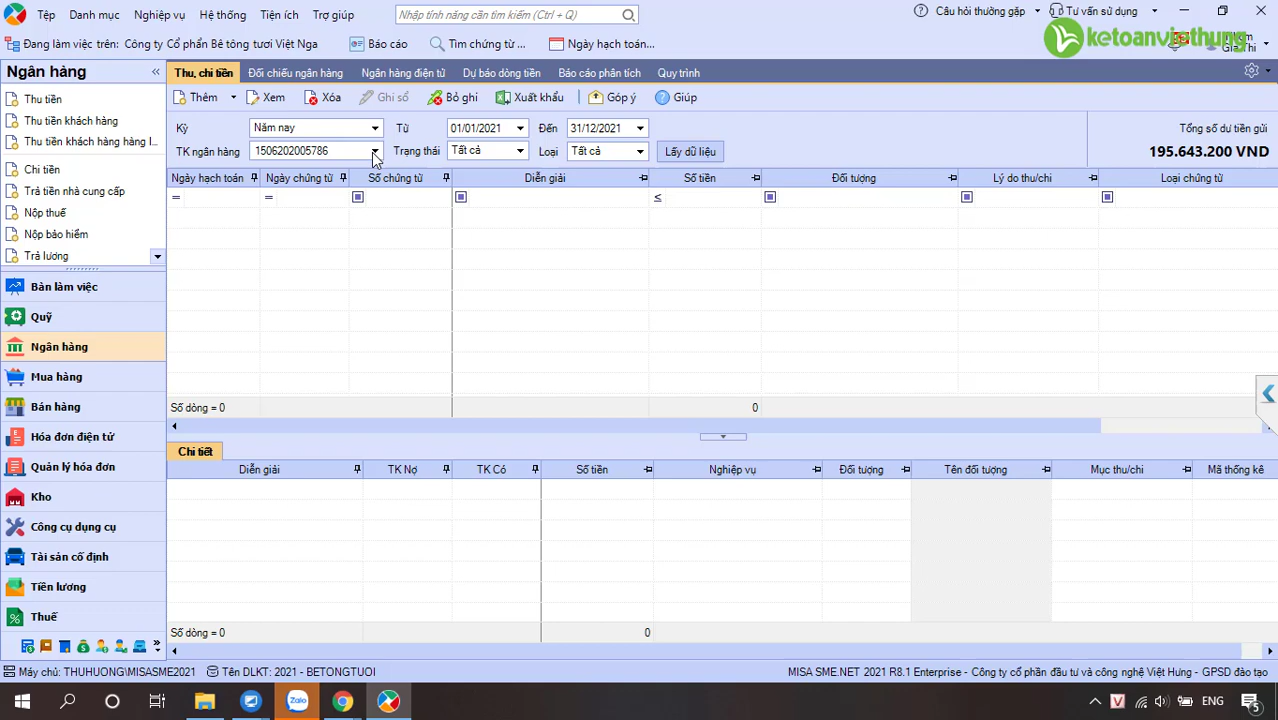 Tệp Danh mục Nghiệp vụ Hệ thống Tiện ích Trợ giúp Nhập tính năng cần tìm kiếm (Ctrl + Q) Câu hỏi thường gặp Tư vấn sử dụng
Đang làm việc trên: Công ty Cổ phần Bê tông tươi Việt Nga Báo cáo Tìm chứng từ ... Ngày hạch toán...
ketoanviethung
Ngân hàng «
Thu tiền
Thu tiền khách hàng
Thu tiền khách hàng hàng l...
Chi tiền
Trả tiền nhà cung cấp
Nộp thuế
Nộp bảo hiểm
Trả lương
Bàn làm việc
Quỹ
Ngân hàng
Mua hàng
Bán hàng
Hóa đơn điện tử
Quản lý hóa đơn
Kho
Công cụ dụng cụ
Tài sản cố định
Tiền lương
Thuế
Thu, chi tiền Đối chiếu ngân hàng Ngân hàng điện tử Dự báo dòng tiền Báo cáo phân tích Quy trình
Thêm Xem Xóa Ghi sổ Bỏ ghi Xuất khẩu Góp ý Giúp
Kỳ Năm nay Từ 01/01/2021 Đến 31/12/2021
TK ngân hàng 1506202005786 Trạng thái Tất cả Loại Tất cả Lấy dữ liệu
Tổng số dư tiền gửi
195.643.200 VND
Ngày hạch toán Ngày chứng từ Số chứng từ Diễn giải Số tiền Đối tượng Lý do thu/chi Loại chứng từ
= = ≤
Số dòng = 0 0
Chi tiết
Diễn giải TK Nợ TK Có Số tiền Nghiệp vụ Đối tượng Tên đối tượng Mục thu/chi Mã thống kê
Số dòng = 0 0
Máy chủ: THUHUONG\MISASME2021 Tên DLKT: 2021 - BETONGTUOI MISA SME.NET 2021 R8.1 Enterprise - Công ty cổ phần đầu tư và công nghệ Việt Hưng - GPSD đào tạo
Zalo V ENG 5